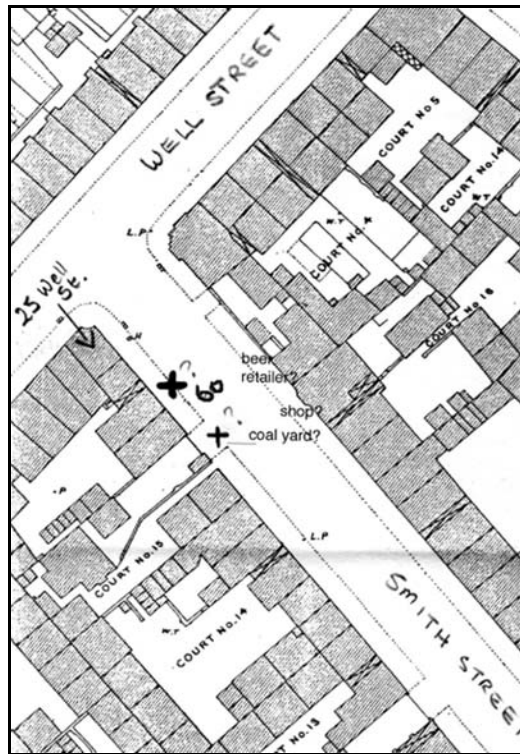 WELL STREET
COURT No 5
COURT No. 14
W.T
W.T
L.P
COURT No. 4
25 Well
St.
COURT No. 16
beer
retailer?
?
60
shop?
?
coal yard?
.P
L.P
COURT No. 15
SMITH STREET
W.T
COURT No. 14
COURT No. 13